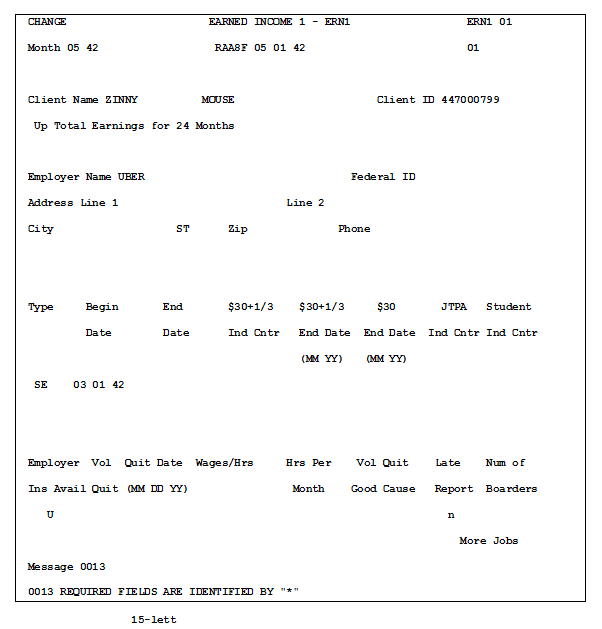 CHANGE EARNED INCOME 1 - ERN1 ERN1 01
Month 05 42 RAA8F 05 01 42 01
Client Name ZINNY MOUSE Client ID 447000799
Up Total Earnings for 24 Months
Employer Name UBER Federal ID
Address Line 1 Line 2
City ST Zip Phone
Type Begin End $30+1/3 $30+1/3 $30 JTPA Student
Date Date Ind Cntr End Date End Date Ind Cntr Ind Cntr
(MM YY) (MM YY)
SE 03 01 42
Employer Vol Quit Date Wages/Hrs Hrs Per Vol Quit Late Num of
Ins Avail Quit (MM DD YY) Month Good Cause Report Boarders
U n
More Jobs
Message 0013
0013 REQUIRED FIELDS ARE IDENTIFIED BY "*"
15-lett